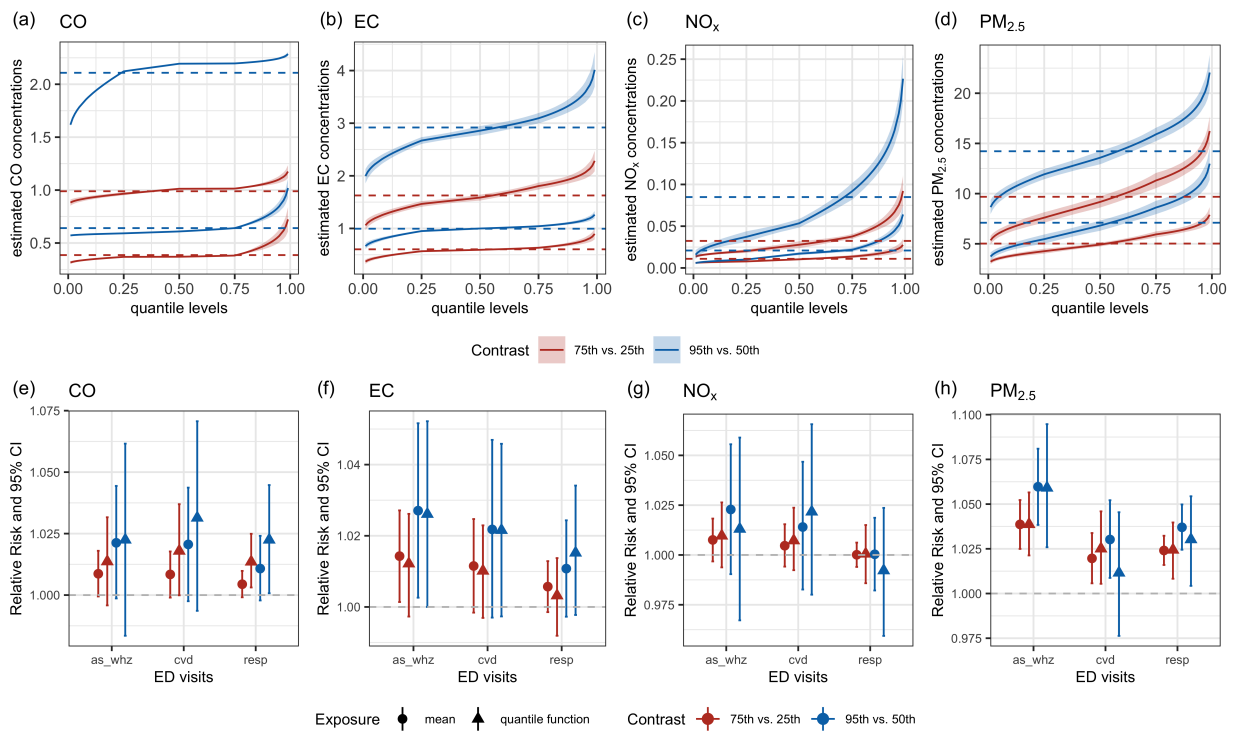 (a) CO
(b) EC
(c) NOx
(d) PM2.5
estimated CO concentrations
2.0
1.5
1.0
0.5
0.00 0.25 0.50 0.75 1.00
quantile levels
estimated EC concentrations
4
3
2
1
0.00 0.25 0.50 0.75 1.00
quantile levels
estimated NOx concentrations
0.25
0.20
0.15
0.10
0.05
0.00
0.00 0.25 0.50 0.75 1.00
quantile levels
estimated PM2.5 concentrations
20
15
10
5
0.00 0.25 0.50 0.75 1.00
quantile levels
Contrast 75th vs. 25th 95th vs. 50th
(e) CO
(f) EC
(g) NOx
(h) PM2.5
Relative Risk and 95% CI
1.075
1.050
1.025
1.000
as_whz cvd resp
ED visits
Relative Risk and 95% CI
1.04
1.02
1.00
as_whz cvd resp
ED visits
Relative Risk and 95% CI
1.050
1.025
1.000
0.975
as_whz cvd resp
ED visits
Relative Risk and 95% CI
1.100
1.075
1.050
1.025
1.000
0.975
as_whz cvd resp
ED visits
Exposure mean quantile function Contrast 75th vs. 25th 95th vs. 50th